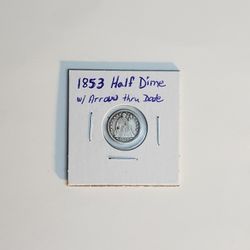 1853 Half Dime
w/ Arrows thru Date